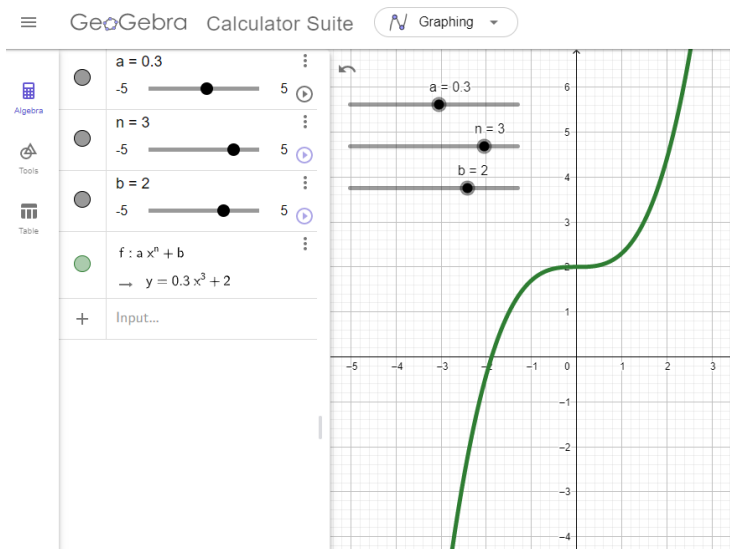 GeoGebra Calculator Suite Graphing
Algebra
Tools
Table
a = 0.3
-5 5
n = 3
-5 5
b = 2
-5 5
f : a xⁿ + b
→ y = 0.3 x³ + 2
+ Input...
a = 0.3
n = 3
b = 2
6
5
4
3
2
1
−5 −4 −3 −2 −1 0 1 2 3
−1
−2
−3
−4